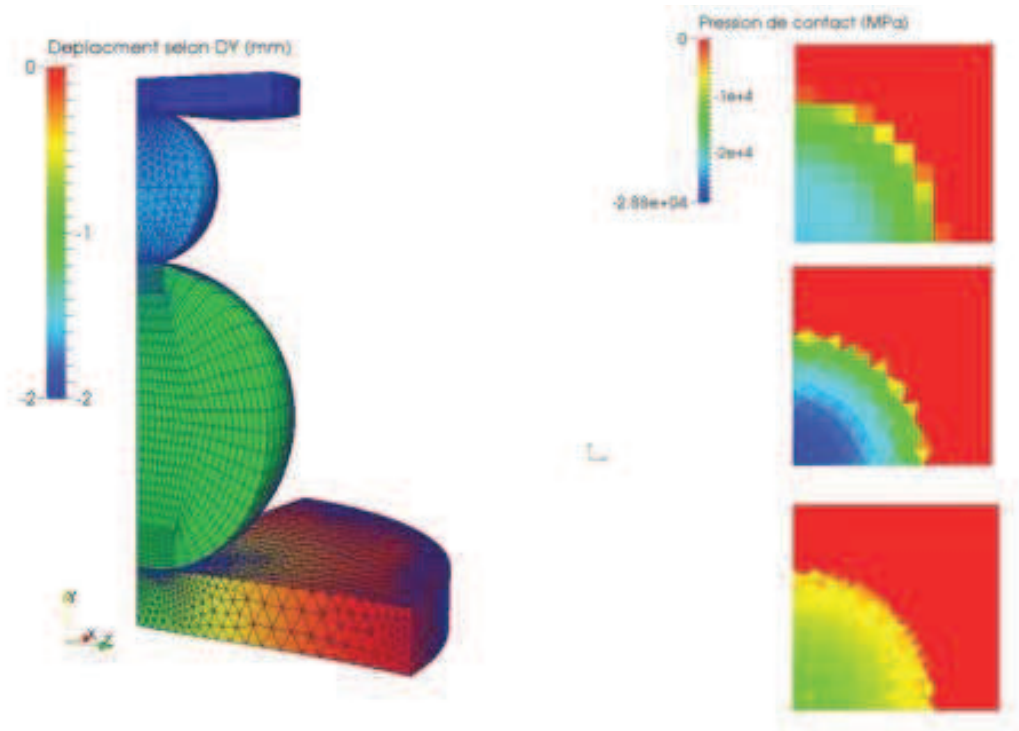 Deplacment selon DY (mm)
0
-1
-2
-2
Pression de contact (MPa)
0
-1e+4
-2e+4
-2.88e+04
Y
X
Z